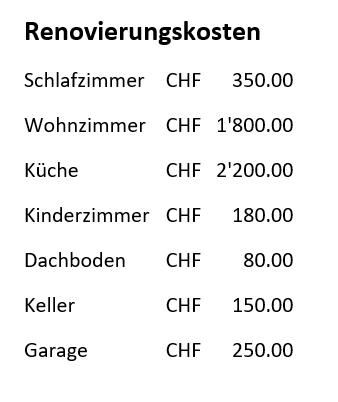 Renovierungskosten
Schlafzimmer CHF 350.00
Wohnzimmer CHF 1'800.00
Küche CHF 2'200.00
Kinderzimmer CHF 180.00
Dachboden CHF 80.00
Keller CHF 150.00
Garage CHF 250.00